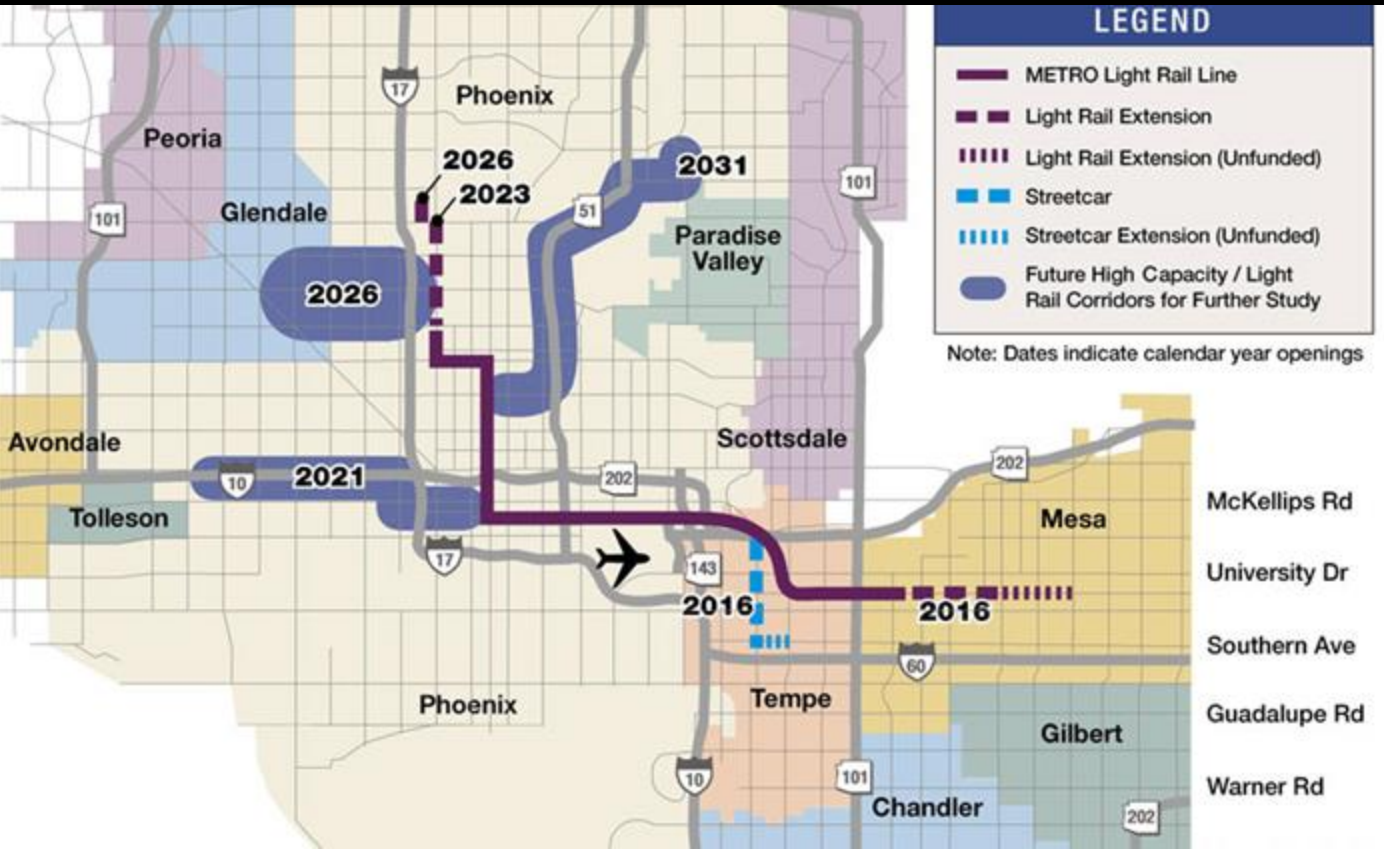 LEGEND
METRO Light Rail Line
Light Rail Extension
Light Rail Extension (Unfunded)
Streetcar
Streetcar Extension (Unfunded)
Future High Capacity / Light
Rail Corridors for Further Study
Note: Dates indicate calendar year openings
17
Phoenix
Peoria
2026
2031
2023
101
101
Glendale
51
Paradise
Valley
2026
Avondale
Scottsdale
10
2021
202
202
Tolleson
Mesa
McKellips Rd
17
143
University Dr
2016
2016
Southern Ave
60
Phoenix
Tempe
Guadalupe Rd
Gilbert
10
101
Warner Rd
Chandler
202